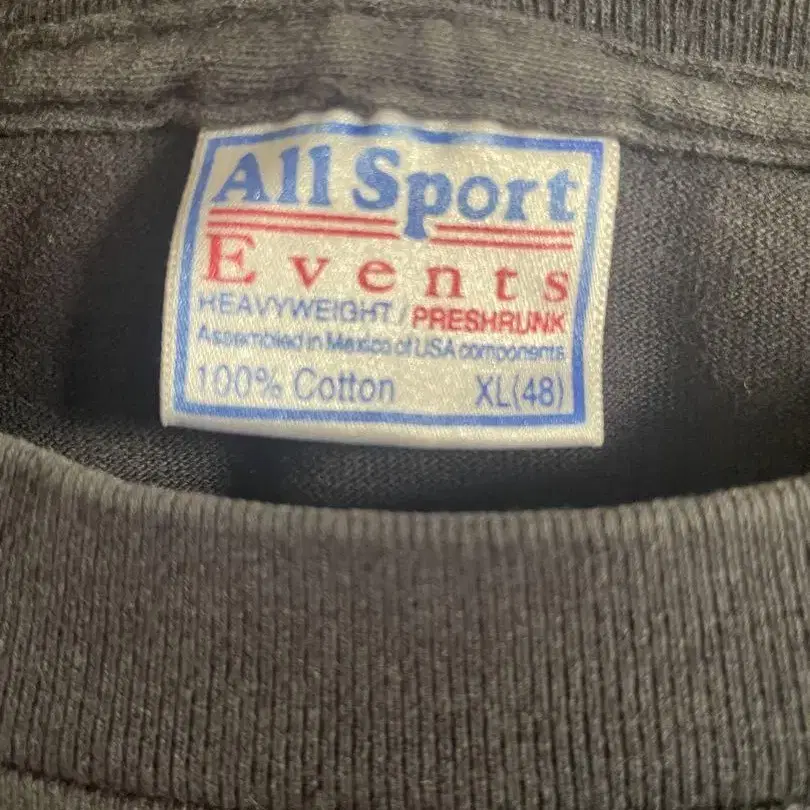 All Sport
Events
HEAVYWEIGHT / PRESHRUNK
Assembled in Mexico of USA components
100% Cotton XL(48)